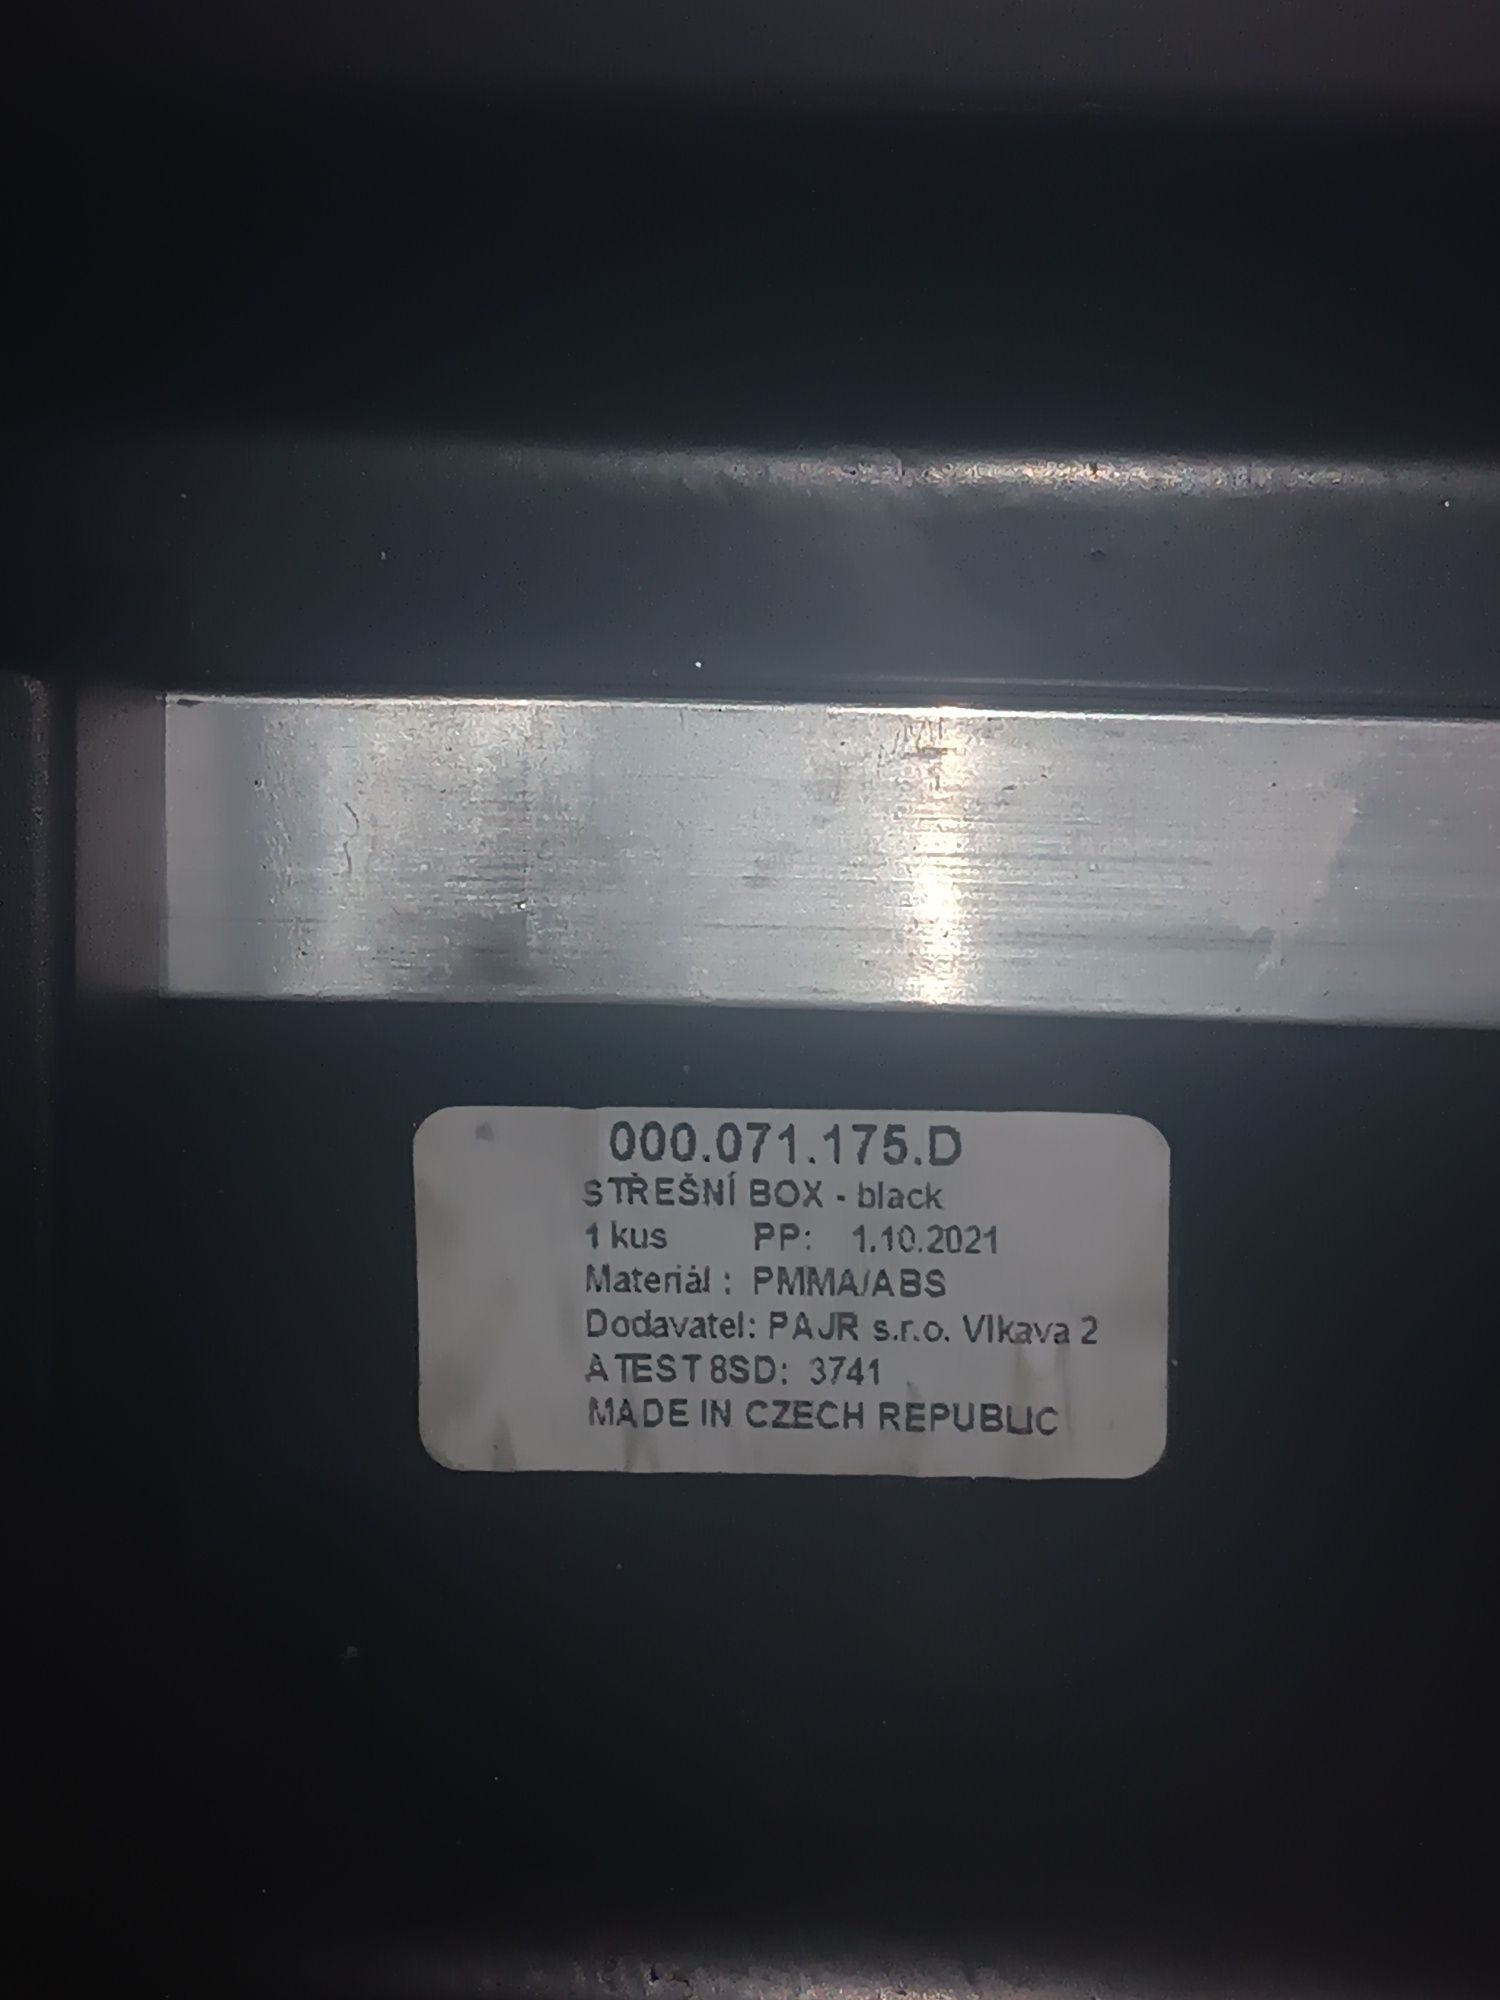 000.071.175.D
STŘEŠNÍ BOX - black
1 kus PP: 1.10.2021
Materiál : PMMA/ABS
Dodavatel: PAJR s.r.o. Vlkava 2
ATEST 8SD: 3741
MADE IN CZECH REPUBLIC